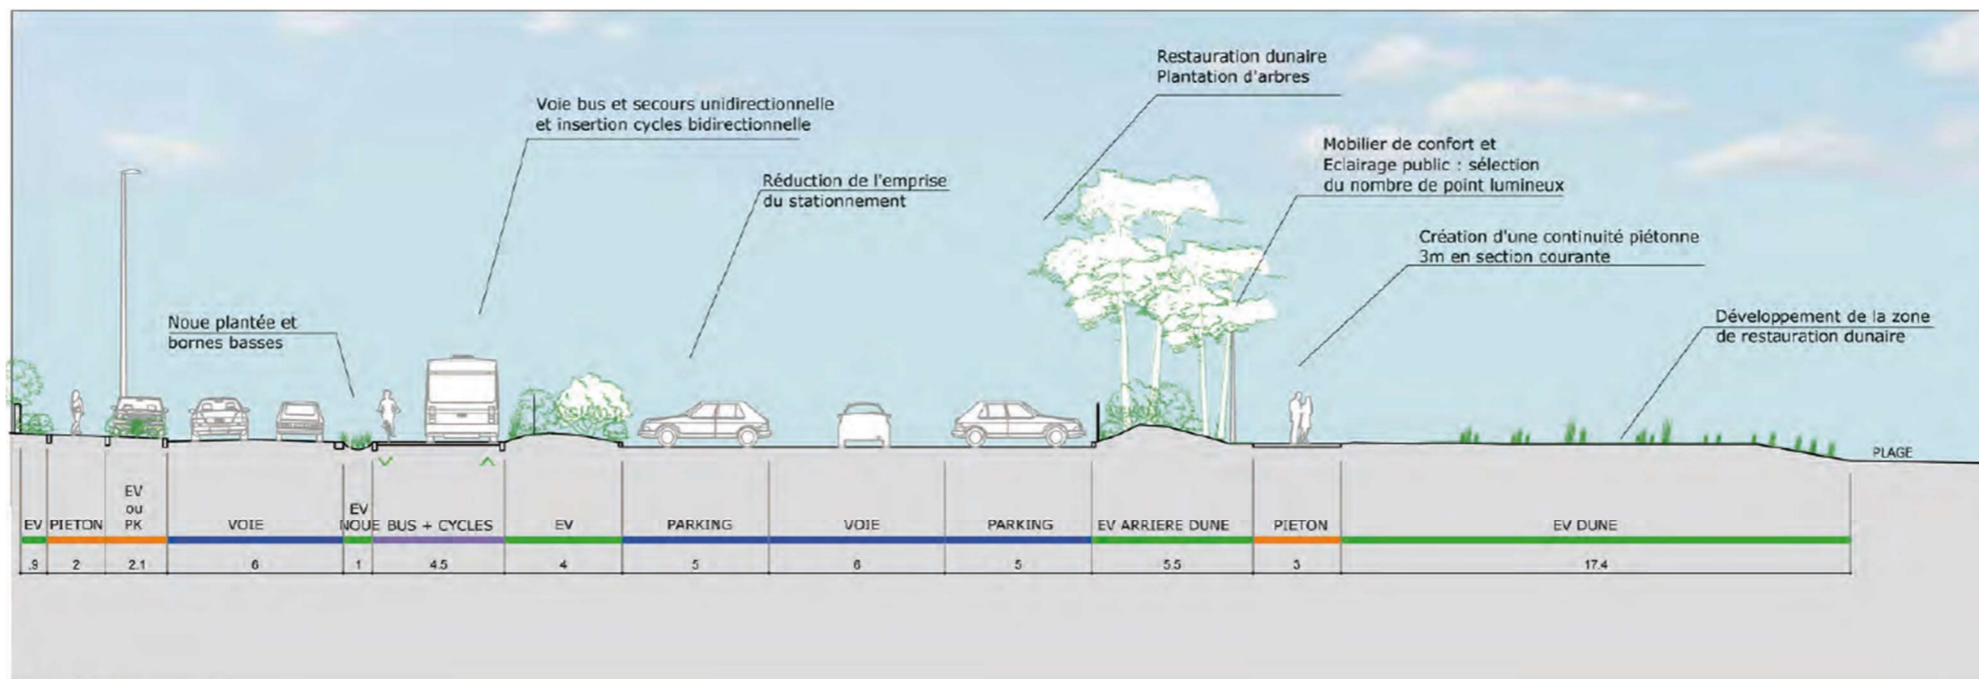 Restauration dunaire
Plantation d'arbres
Voie bus et secours unidirectionnelle
et insertion cycles bidirectionnelle
Mobilier de confort et
Eclairage public : sélection
du nombre de point lumineux
Réduction de l'emprise
du stationnement
Création d'une continuité piétonne
3m en section courante
Noue plantée et
bornes basses
Développement de la zone
de restauration dunaire
PLAGE
EV PIETON EV ou PK VOIE EV NOUE BUS + CYCLES EV PARKING VOIE PARKING EV ARRIERE DUNE PIETON EV DUNE
.9 2 2.1 6 1 4.5 4 5 6 5 5.5 3 17.4